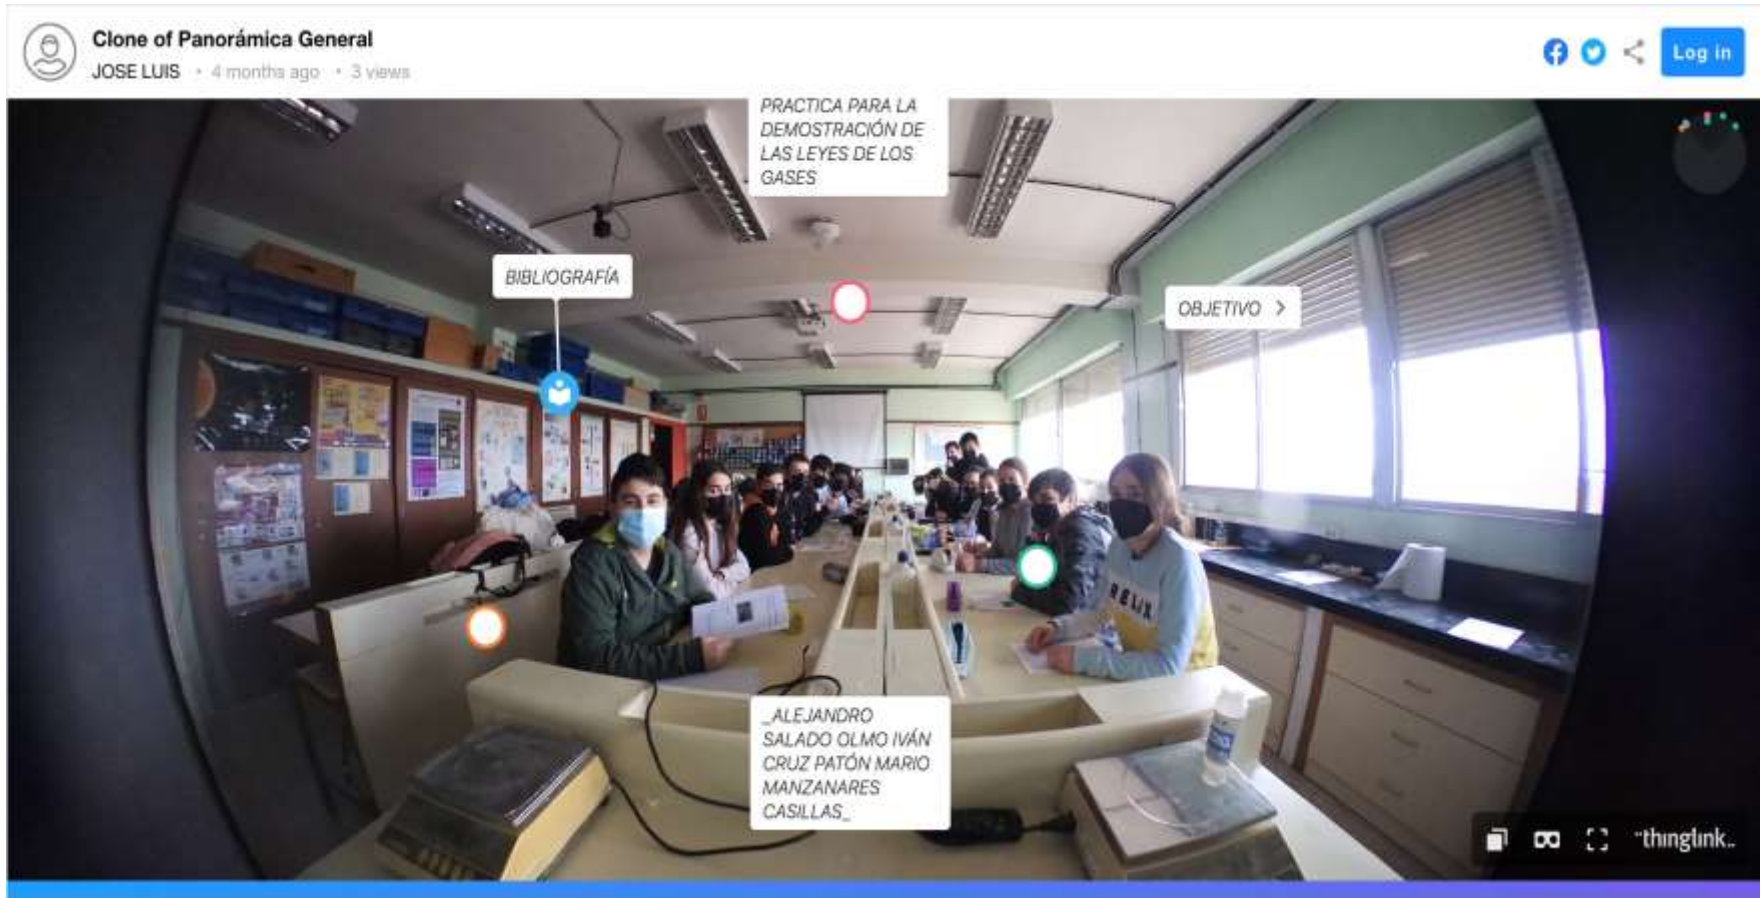 Clone of Panorámica General
JOSE LUIS • 4 months ago • 3 views
Log in
PRACTICA PARA LA
DEMOSTRACIÓN DE
LAS LEYES DE LOS
GASES
BIBLIOGRAFÍA
OBJETIVO >
RELIX
_ALEJANDRO
SALADO OLMO IVÁN
CRUZ PATÓN MARIO
MANZANARES
CASILLAS_
¨thinglink..